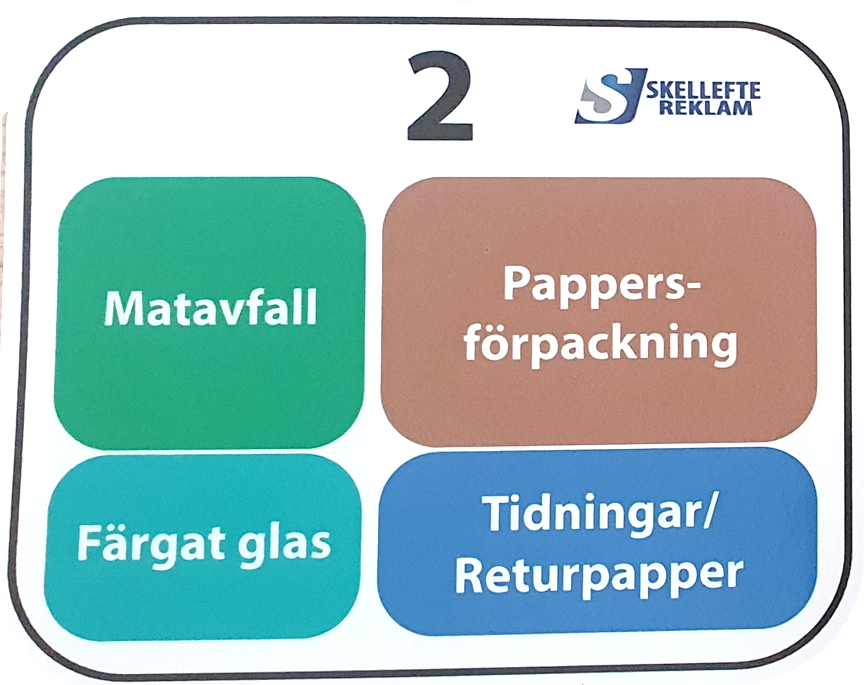 2
SKELLEFTE
REKLAM
Matavfall
Pappers-
förpackning
Färgat glas
Tidningar/
Returpapper